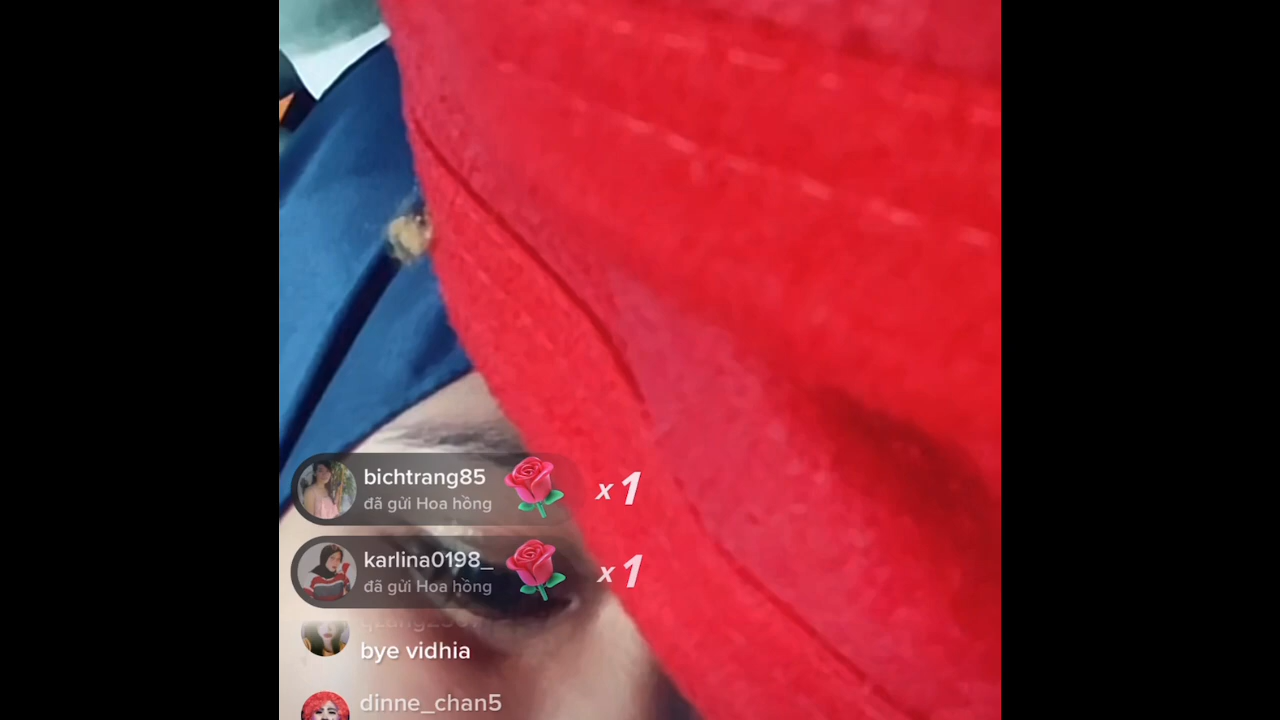 bichtrang85
đã gửi Hoa hồng
x1
karlina0198_
đã gửi Hoa hồng
x1
bye vidhia
dinne_chan5